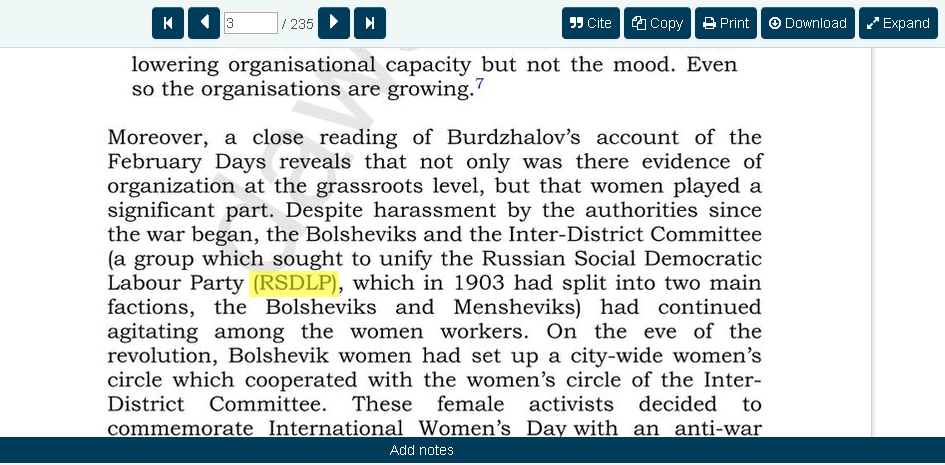 3 / 235 Cite Copy Print Download Expand
lowering organisational capacity but not the mood. Even
so the organisations are growing.7
Moreover, a close reading of Burdzhalov's account of the
February Days reveals that not only was there evidence of
organization at the grassroots level, but that women played a
significant part. Despite harassment by the authorities since
the war began, the Bolsheviks and the Inter-District Committee
(a group which sought to unify the Russian Social Democratic
Labour Party (RSDLP), which in 1903 had split into two main
factions, the Bolsheviks and Mensheviks) had continued
agitating among the women workers. On the eve of the
revolution, Bolshevik women had set up a city-wide women's
circle which cooperated with the women's circle of the Inter-
District Committee. These female activists decided to
commemorate International Women's Day with an anti-war
Add notes